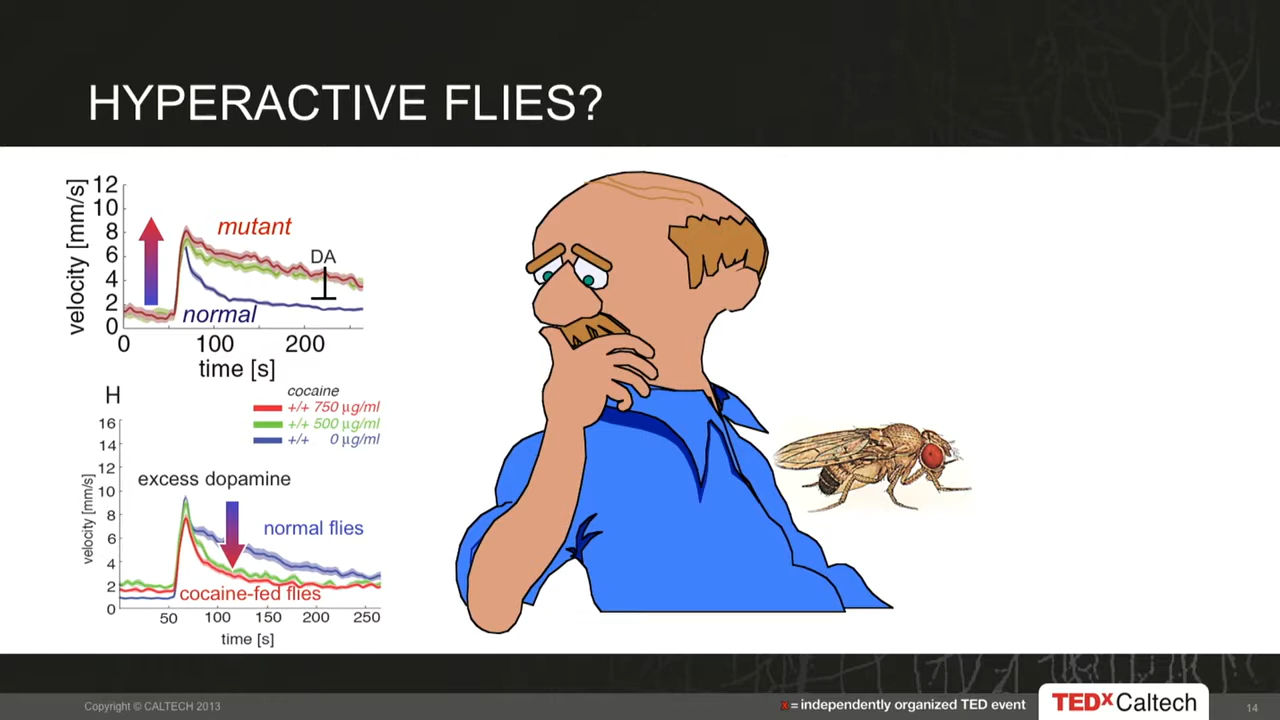 HYPERACTIVE FLIES?
velocity [mm/s]
12
10
8
6
4
2
0
mutant
DA
normal
0 100 200
time [s]
H
cocaine
+/+ 750 µg/ml
+/+ 500 µg/ml
+/+ 0 µg/ml
velocity [mm/s]
16
14
12
10
8
6
4
2
0
excess dopamine
normal flies
cocaine-fed flies
50 100 150 200 250
time [s]
Copyright © CALTECH 2013
x=independently organized TED event
TEDxCaltech
14